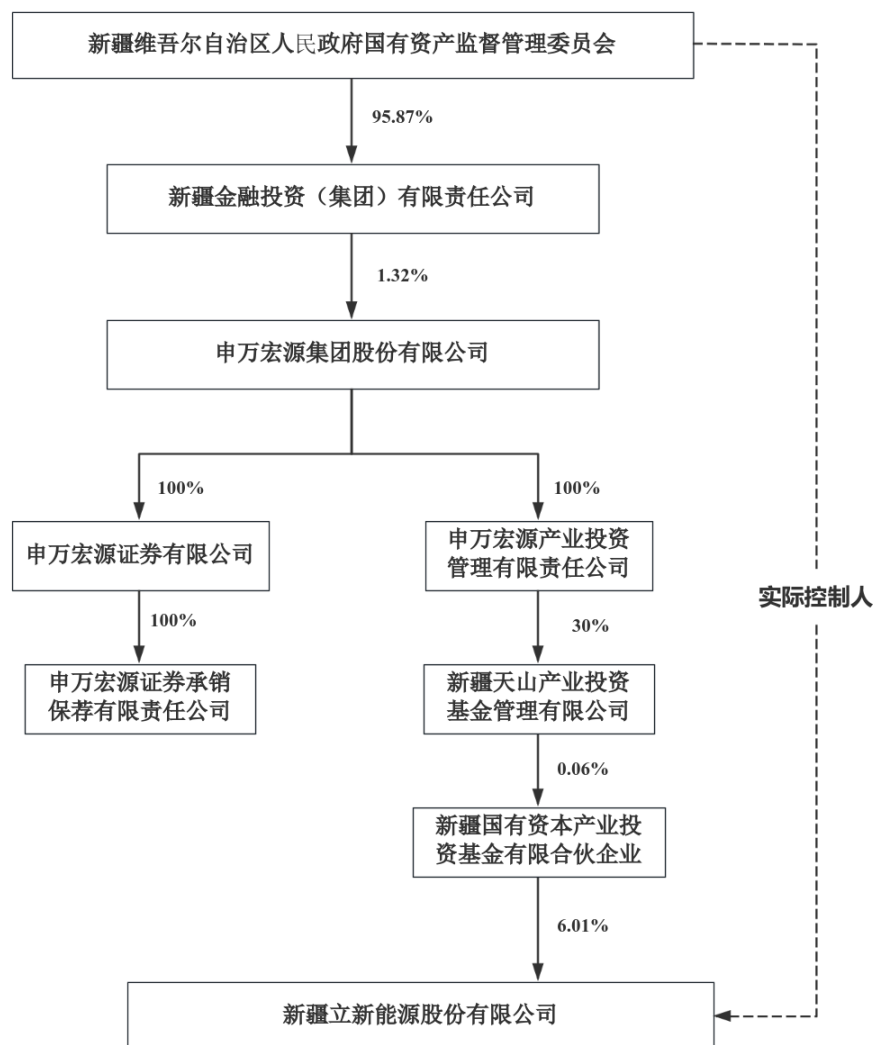 新疆维吾尔自治区人民政府国有资产监督管理委员会
95.87%
新疆金融投资（集团）有限责任公司
1.32%
申万宏源集团股份有限公司
100%
100%
申万宏源证券有限公司
申万宏源产业投资
管理有限责任公司
实际控制人
100%
30%
申万宏源证券承销
保荐有限责任公司
新疆天山产业投资
基金管理有限公司
0.06%
新疆国有资本产业投
资基金有限合伙企业
6.01%
新疆立新能源股份有限公司